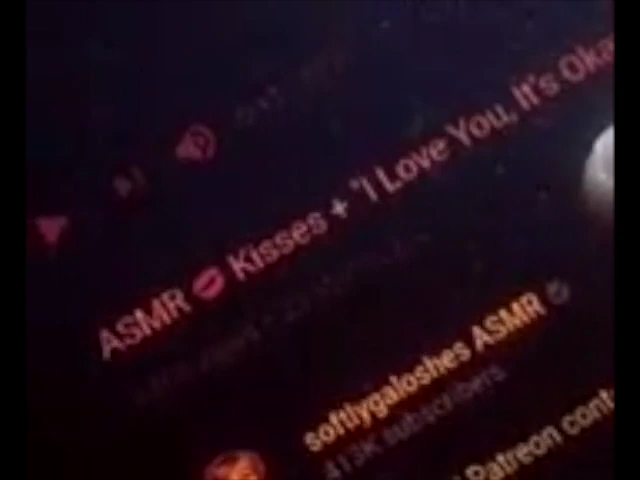 ASMR 💋 Kisses + "I Love You, It's Oka
softlygaloshes ASMR
413K subscribers
Patreon cont